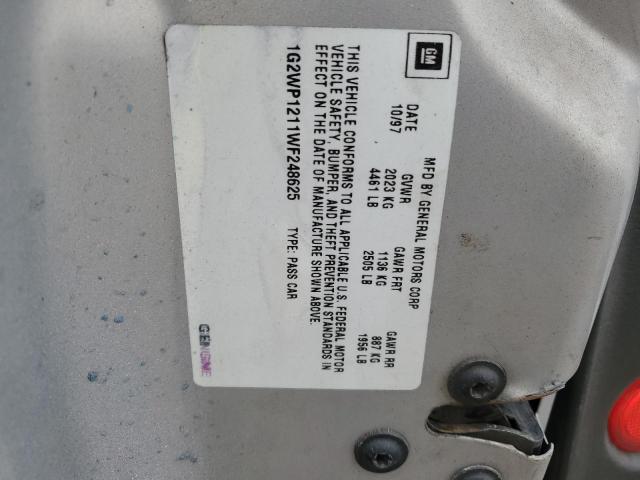 GM
MFD BY GENERAL MOTORS CORP
DATE GVWR GAWR FRT GAWR RR
10/97 2023 KG 1136 KG 887 KG
4461 LB 2505 LB 1956 LB
THIS VEHICLE CONFORMS TO ALL APPLICABLE U.S. FEDERAL MOTOR
VEHICLE SAFETY, BUMPER, AND THEFT PREVENTION STANDARDS IN
EFFECT ON THE DATE OF MANUFACTURE SHOWN ABOVE.
1G2WP1211WF248625 TYPE: PASS CAR